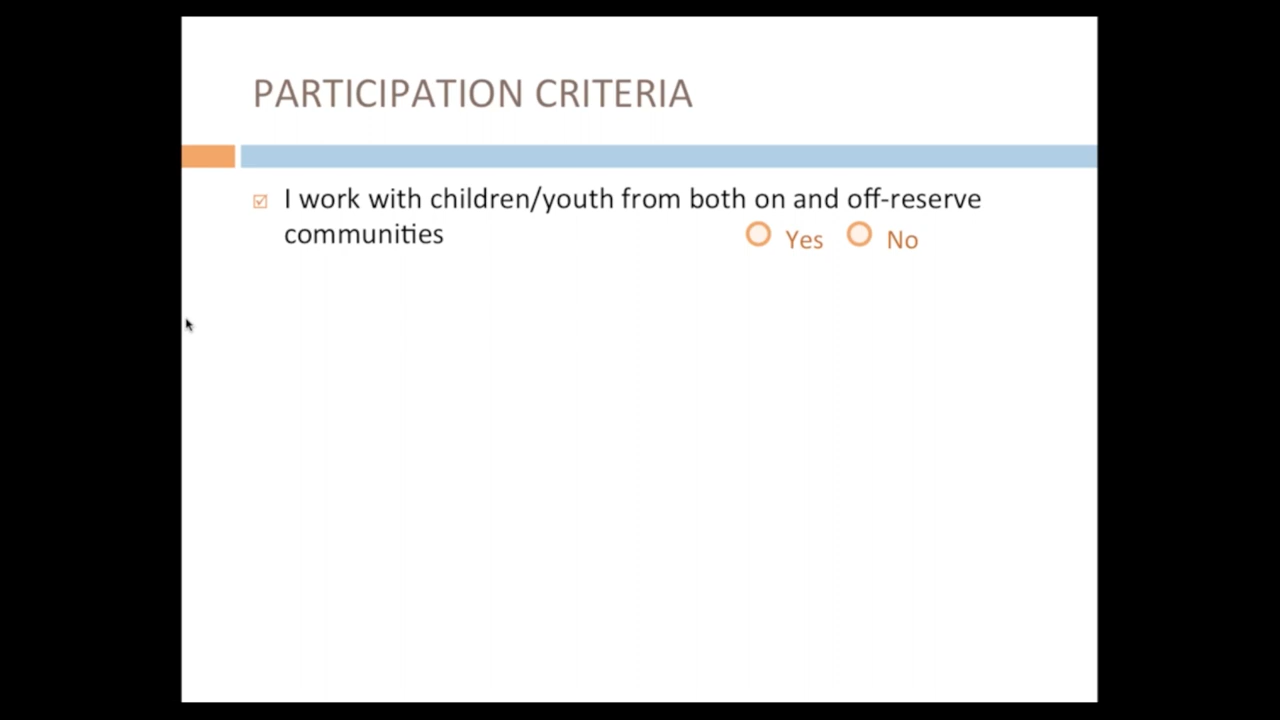 PARTICIPATION CRITERIA
I work with children/youth from both on and off-reserve
communities
Yes No